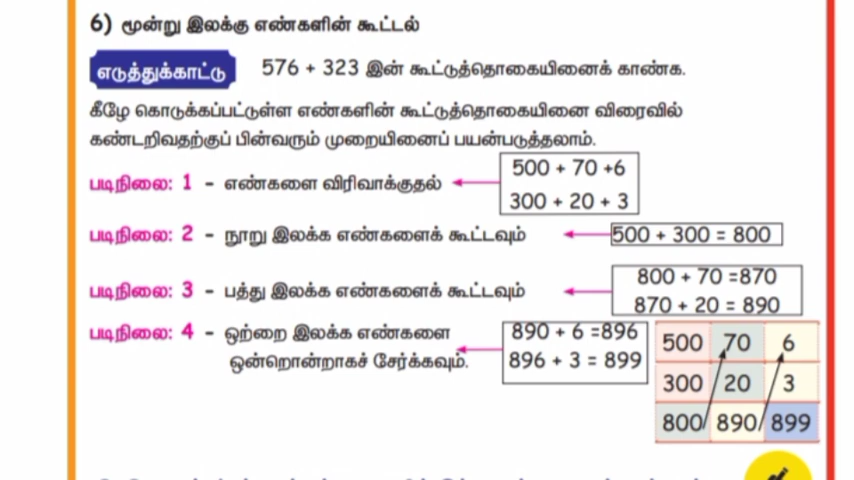 6) மூன்று இலக்கு எண்களின் கூட்டல்
எடுத்துக்காட்டு 576 + 323 இன் கூட்டுத்தொகையினைக் காண்க.
கீழே கொடுக்கப்பட்டுள்ள எண்களின் கூட்டுத்தொகையினை விரைவில்
கண்டறிவதற்குப் பின்வரும் முறையினைப் பயன்படுத்தலாம்.
படிநிலை: 1 - எண்களை விரிவாக்குதல்
500 + 70 +6
300 + 20 + 3
படிநிலை: 2 - நூறு இலக்க எண்களைக் கூட்டவும் 500 + 300 = 800
படிநிலை: 3 - பத்து இலக்க எண்களைக் கூட்டவும்
800 + 70 =870
870 + 20 = 890
படிநிலை: 4 - ஒற்றை இலக்க எண்களை
ஒன்றொன்றாகச் சேர்க்கவும்.
890 + 6 =896
896 + 3 = 899
500 70 6
300 20 3
800 890 899